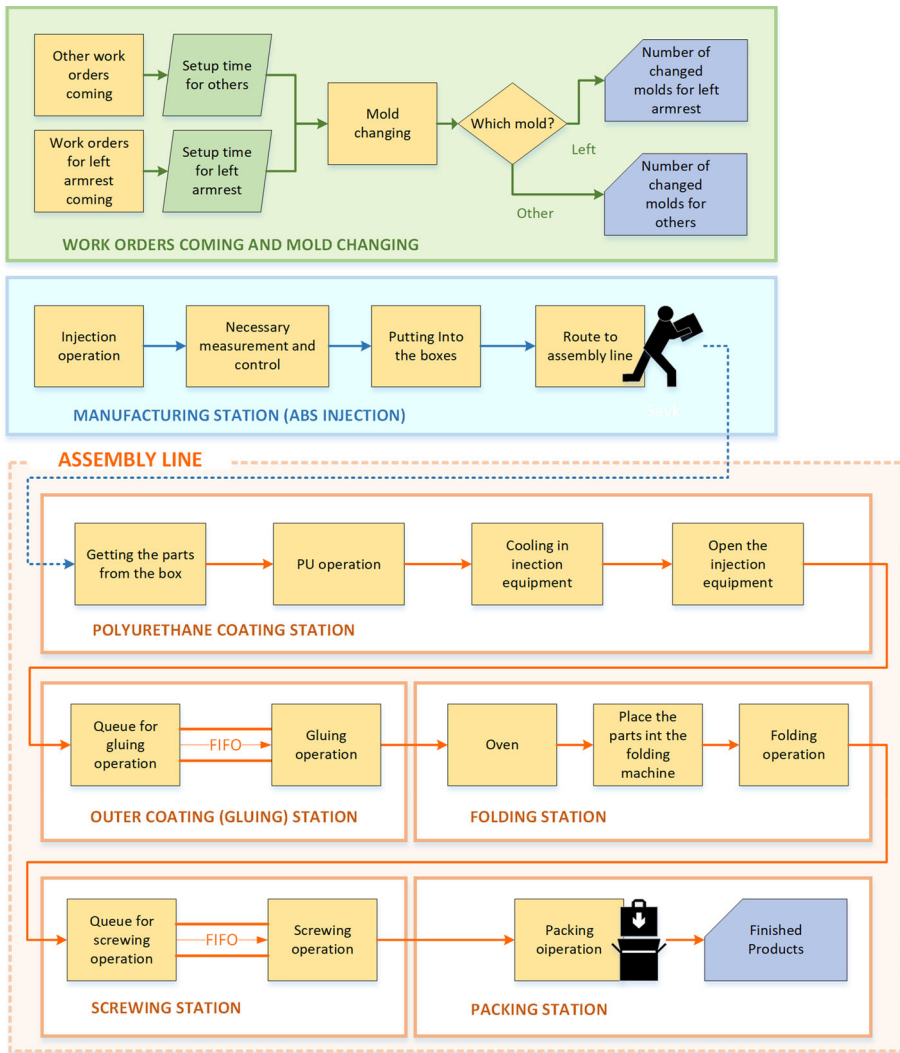 Other work
orders
coming
Setup time
for others
Work orders
for left
armrest
coming
Setup time
for left
armrest
Mold
changing
Which mold?
Left
Other
Number of
changed
molds for left
armrest
Number of
changed
molds for
others
WORK ORDERS COMING AND MOLD CHANGING
Injection
operation
Necessary
measurement and
control
Putting Into
the boxes
Route to
assembly line
MANUFACTURING STATION (ABS INJECTION)
ASSEMBLY LINE
Getting the parts
from the box
PU operation
Cooling in
inection
equipment
Open the
injection
equipment
POLYURETHANE COATING STATION
Queue for
gluing
operation
FIFO
Gluing
operation
OUTER COATING (GLUING) STATION
Oven
Place the
parts int the
folding
machine
Folding
operation
FOLDING STATION
Queue for
screwing
operation
FIFO
Screwing
operation
SCREWING STATION
Packing
oiperation
Finished
Products
PACKING STATION